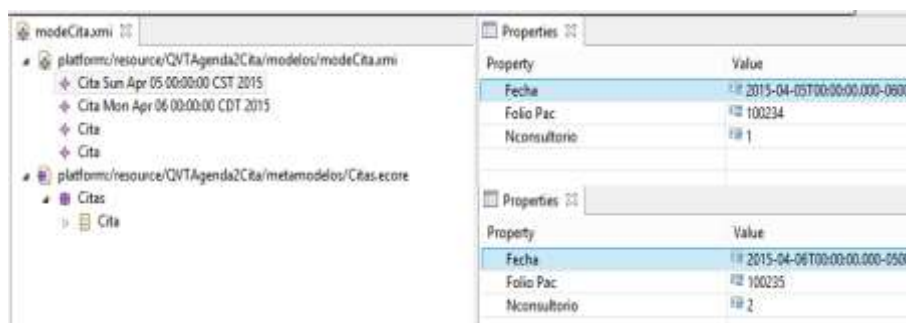 modeCita.xmi
platform:/resource/QVTAgenda2Cita/modelos/modeCita.xmi
Cita Sun Apr 05 00:00:00 CST 2015
Cita Mon Apr 06 00:00:00 CDT 2015
Cita
Cita
platform:/resource/QVTAgenda2Cita/metamodelos/Citas.ecore
Citas
Cita
Properties
Property Value
Fecha 2015-04-05T00:00:00.000-0600
Folio Pac 100234
Nconsultorio 1
Properties
Property Value
Fecha 2015-04-06T00:00:00.000-0500
Folio Pac 100235
Nconsultorio 2